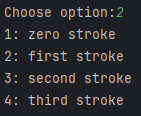 Choose option:2
1: zero stroke
2: first stroke
3: second stroke
4: third stroke